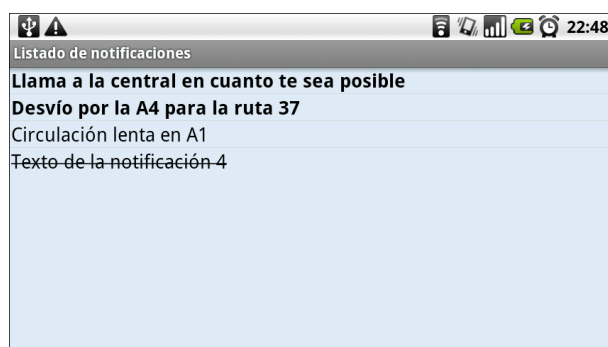 22:48
Listado de notificaciones
Llama a la central en cuanto te sea posible
Desvío por la A4 para la ruta 37
Circulación lenta en A1
Texto de la notificación 4